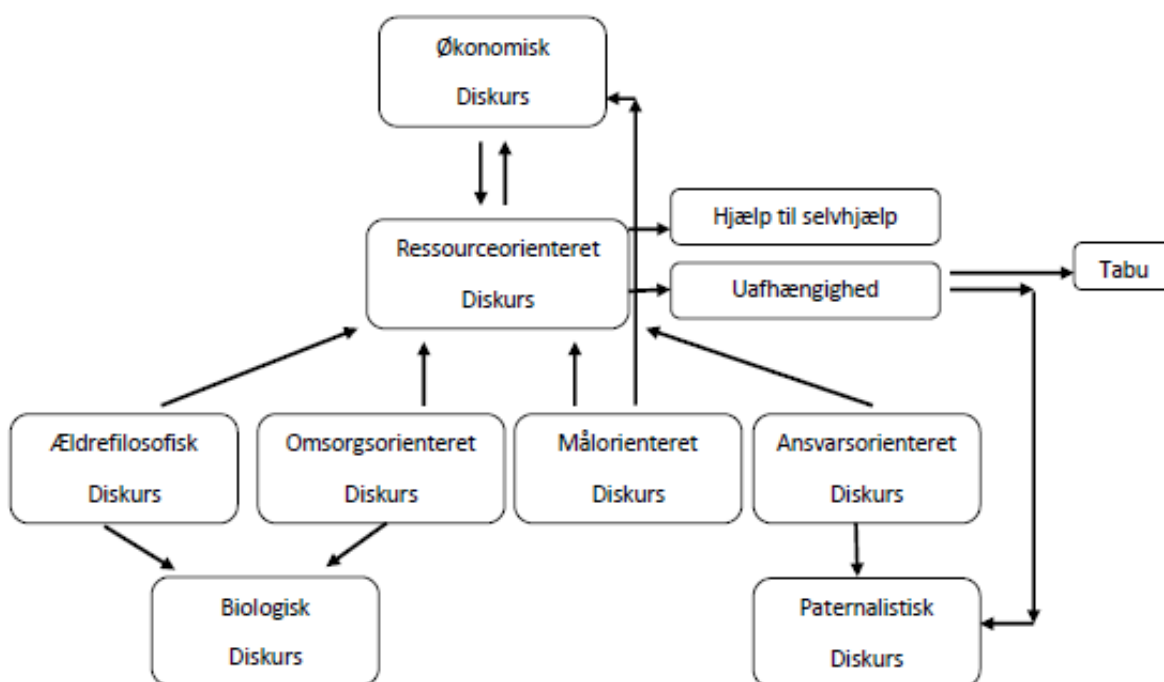 Økonomisk
Diskurs
Hjælp til selvhjælp
Ressourceorienteret
Diskurs
Uafhængighed
Tabu
Ældrefilosofisk
Diskurs
Omsorgsorienteret
Diskurs
Målorienteret
Diskurs
Ansvarsorienteret
Diskurs
Biologisk
Diskurs
Paternalistisk
Diskurs